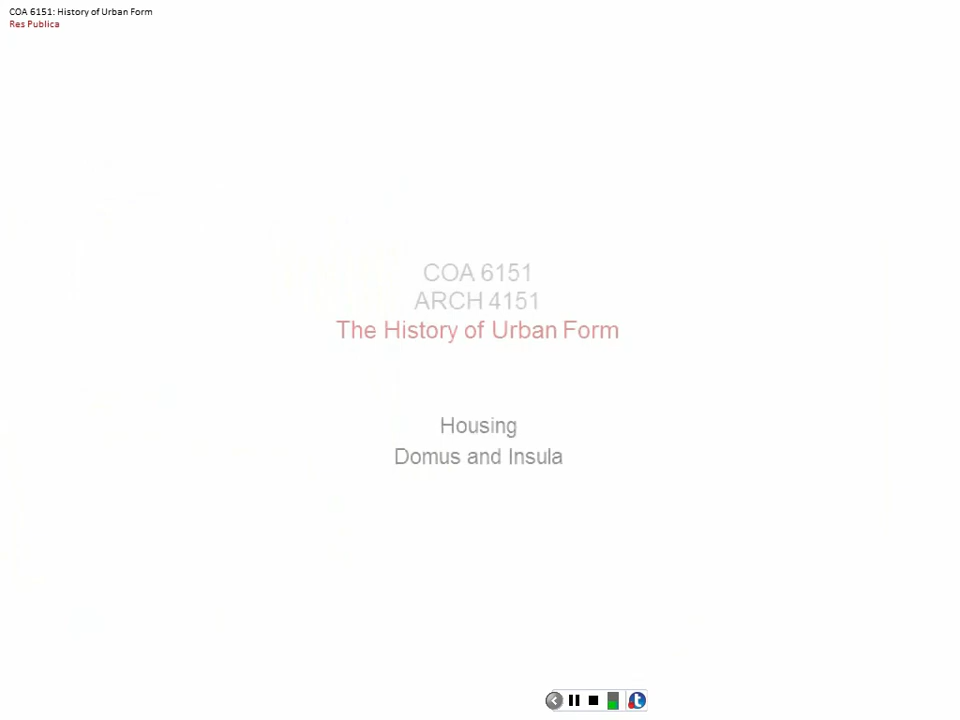 COA 6151: History of Urban Form
Res Publica
COA 6151
ARCH 4151
The History of Urban Form
Housing
Domus and Insula